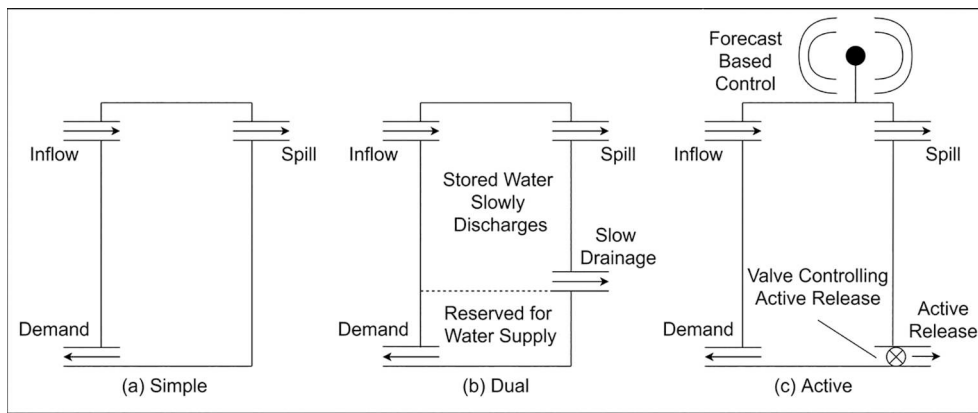 Inflow
Spill
Demand
(a) Simple
Inflow
Spill
Stored Water
Slowly
Discharges
Slow
Drainage
Reserved for
Water Supply
Demand
(b) Dual
Forecast
Based
Control
Inflow
Spill
Valve Controlling
Active Release
Demand
Active
Release
(c) Active